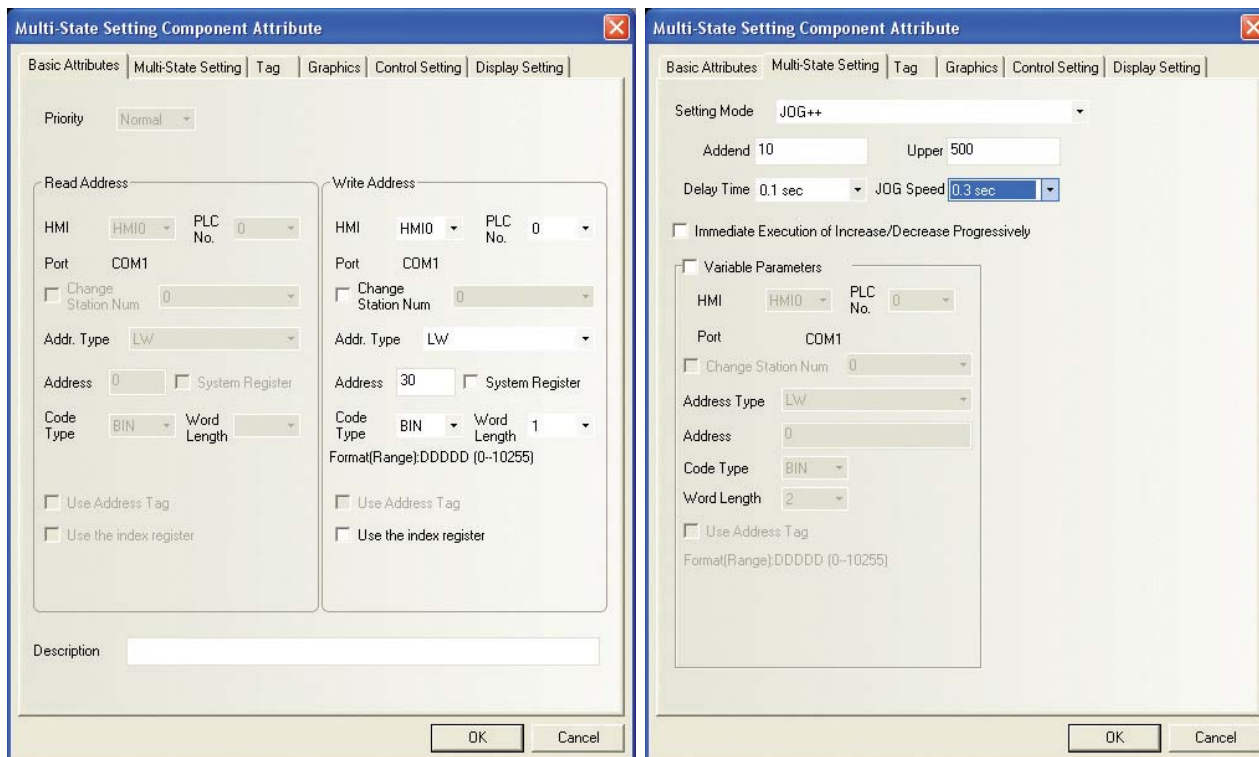 Multi-State Setting Component Attribute
Basic Attributes Multi-State Setting Tag Graphics Control Setting Display Setting
Priority Normal
Read Address
HMI HMI0 PLC No. 0
Port COM1
Change Station Num 0
Addr. Type LW
Address 0 System Register
Code Type BIN Word Length
Use Address Tag
Use the index register
Write Address
HMI HMI0 PLC No. 0
Port COM1
Change Station Num 0
Addr. Type LW
Address 30 System Register
Code Type BIN Word Length 1
Format(Range):DDDDD (0--10255)
Use Address Tag
Use the index register
Description
OK Cancel
Multi-State Setting Component Attribute
Basic Attributes Multi-State Setting Tag Graphics Control Setting Display Setting
Setting Mode JOG++
Addend 10 Upper 500
Delay Time 0.1 sec JOG Speed 0.3 sec
Immediate Execution of Increase/Decrease Progressively
Variable Parameters
HMI HMI0 PLC No. 0
Port COM1
Change Station Num 0
Address Type LW
Address 0
Code Type BIN
Word Length 2
Use Address Tag
Format(Range):DDDDD (0--10255)
OK Cancel